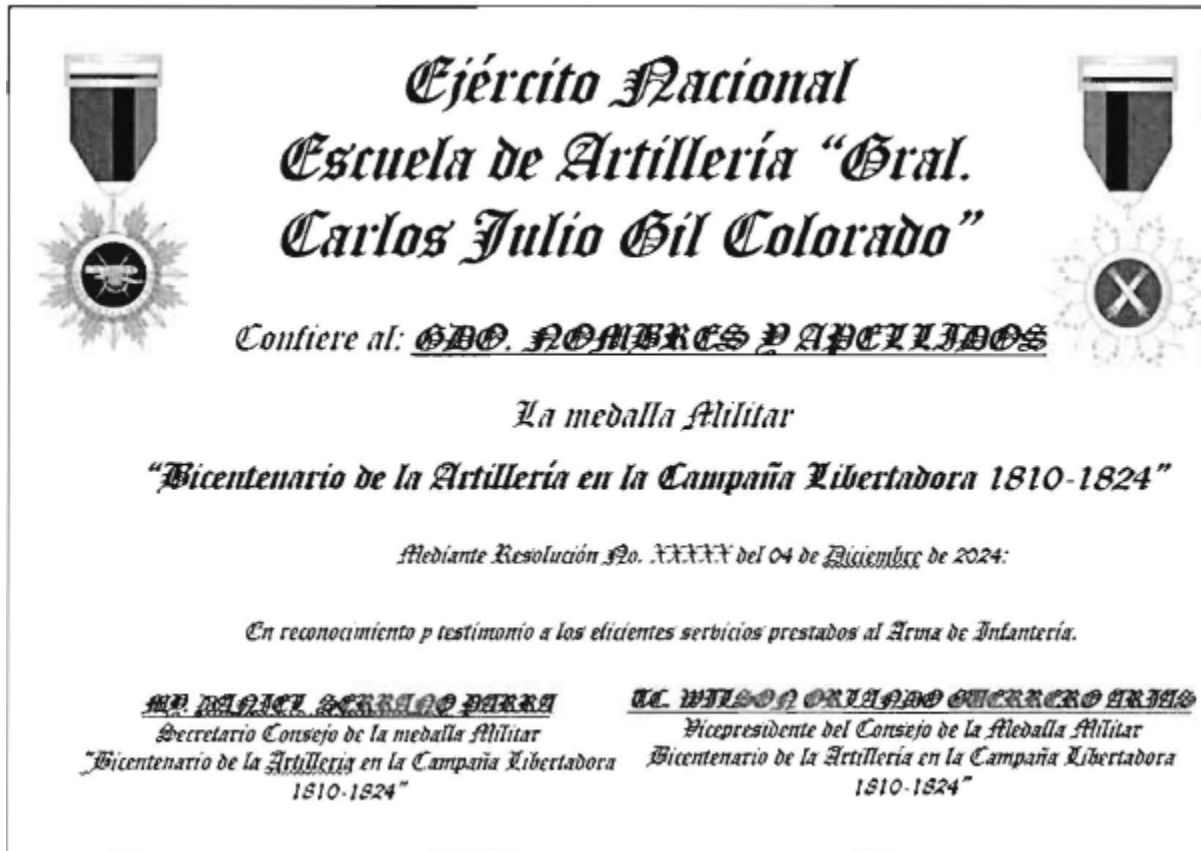 Ejército Nacional
Escuela de Artillería “Gral.
Carlos Julio Gil Colorado”
Confiere al: GDO. NOMBRES Y APELLIDOS
La medalla Militar
“Bicentenario de la Artillería en la Campaña Libertadora 1810-1824”
Mediante Resolución No. XXXXX del 04 de Diciembre de 2024:
En reconocimiento y testimonio a los eficientes servicios prestados al Arma de Infantería.
MY. DANIEL SERRANO PARRA
Secretario Consejo de la medalla Militar
“Bicentenario de la Artilleria en la Campaña Libertadora
1810-1824”
TC. WILSON ORLANDO GUERRERO ARIAS
Vicepresidente del Consejo de la Medalla Militar
Bicentenario de la Artillería en la Campaña Libertadora
1810-1824”